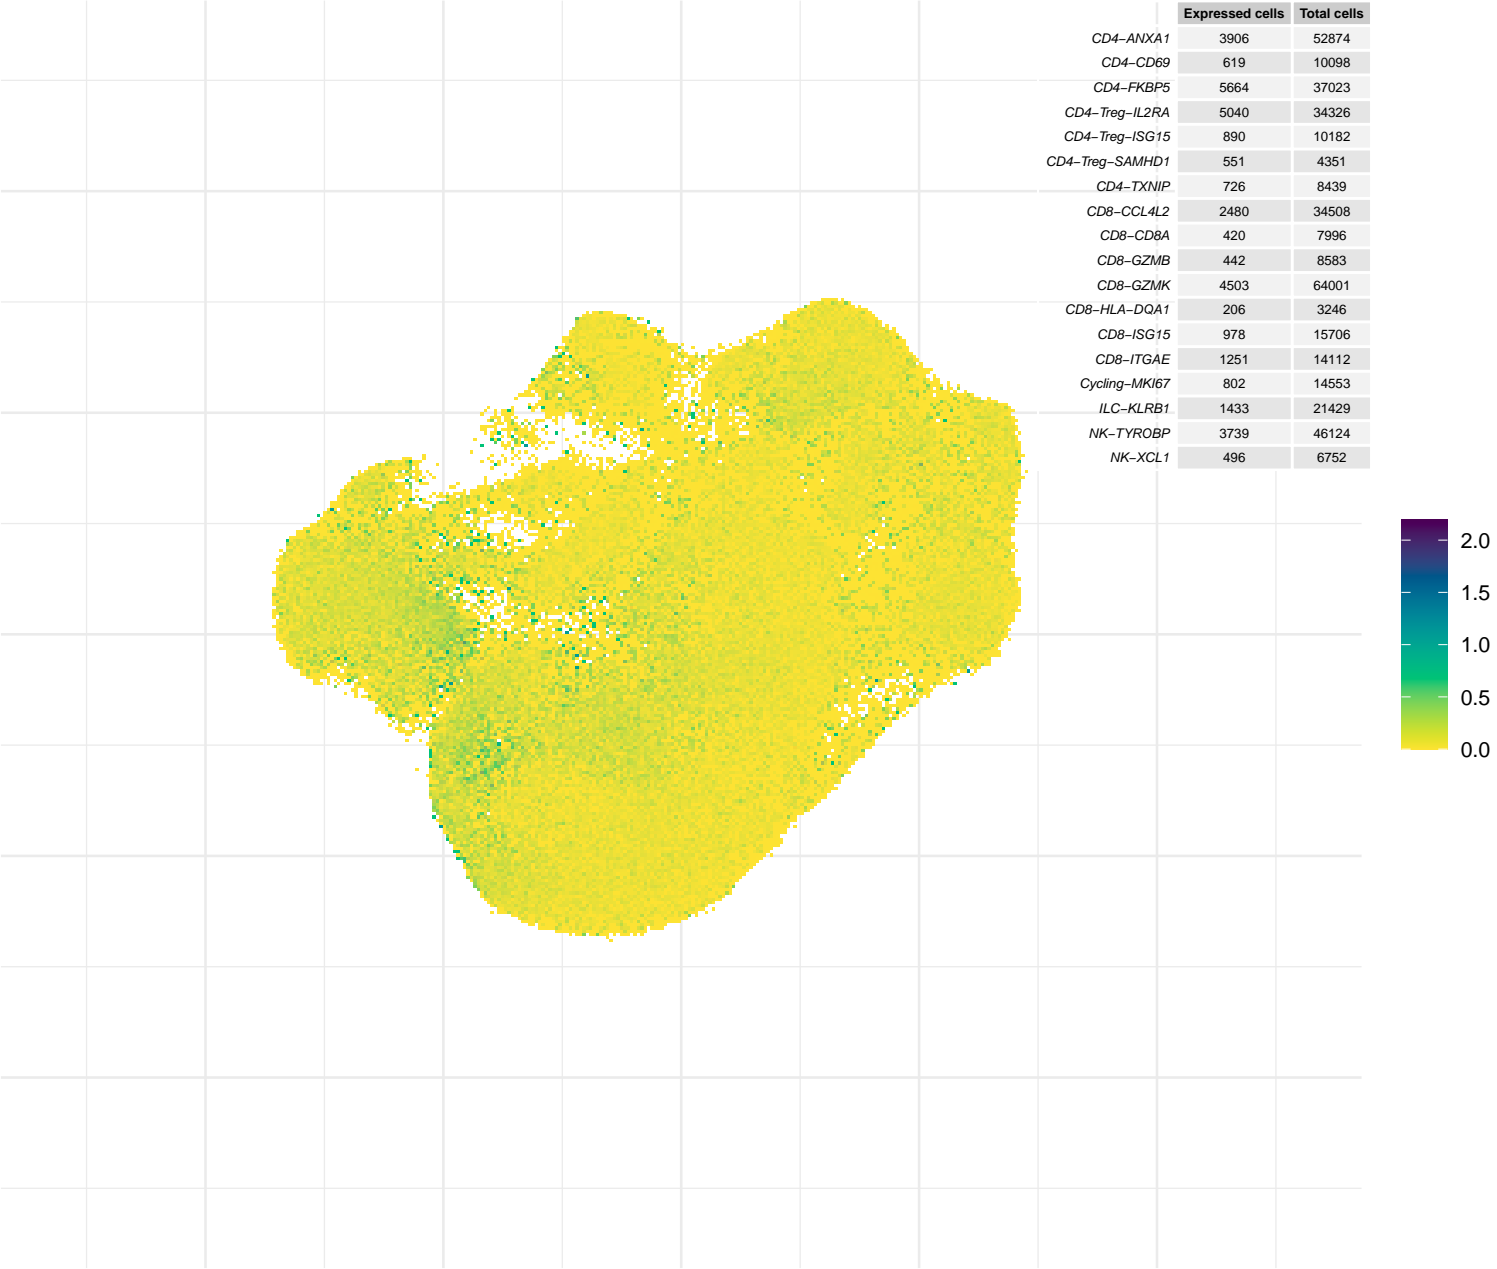 Expressed cells Total cells
CD4−ANXA1 3906 52874
CD4−CD69 619 10098
CD4−FKBP5 5664 37023
CD4−Treg−IL2RA 5040 34326
CD4−Treg−ISG15 890 10182
CD4−Treg−SAMHD1 551 4351
CD4−TXNIP 726 8439
CD8−CCL4L2 2480 34508
CD8−CD8A 420 7996
CD8−GZMB 442 8583
CD8−GZMK 4503 64001
CD8−HLA−DQA1 206 3246
CD8−ISG15 978 15706
CD8−ITGAE 1251 14112
Cycling−MKI67 802 14553
ILC−KLRB1 1433 21429
NK−TYROBP 3739 46124
NK−XCL1 496 6752
2.0
1.5
1.0
0.5
0.0